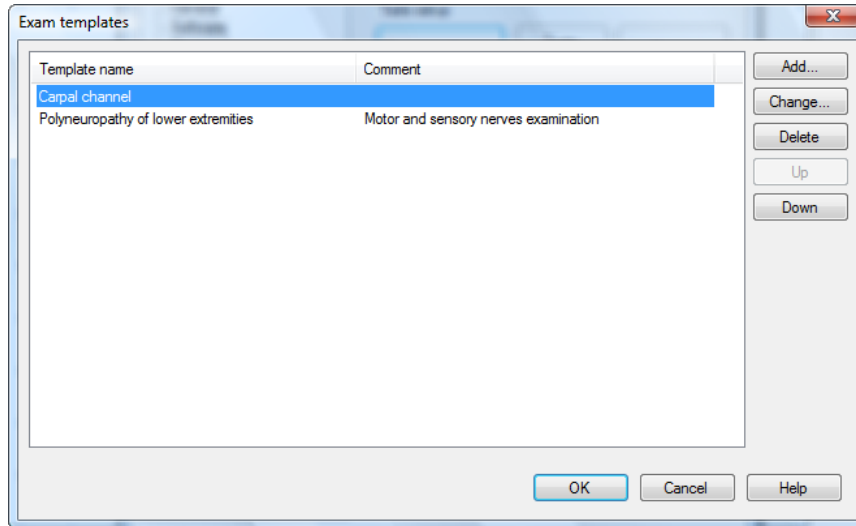 Exam templates
Template name Comment
Carpal channel
Polyneuropathy of lower extremities Motor and sensory nerves examination
Add...
Change...
Delete
Up
Down
OK Cancel Help